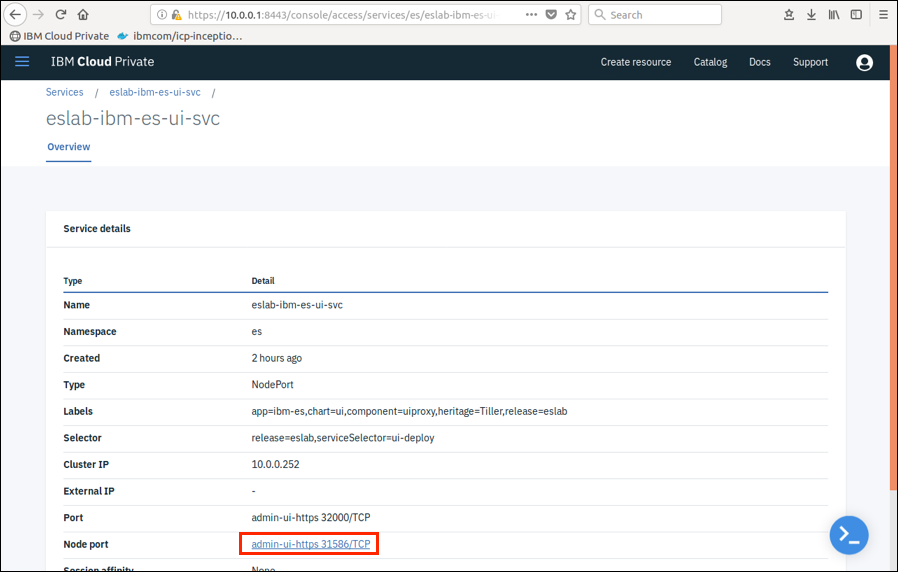 https://10.0.0.1:8443/console/access/services/es/eslab-ibm-es-ui-
Search
IBM Cloud Private
ibmcom/icp-inceptio...
IBM Cloud Private
Create resource
Catalog
Docs
Support
Services / eslab-ibm-es-ui-svc /
eslab-ibm-es-ui-svc
Overview
Service details
Type Detail
Name eslab-ibm-es-ui-svc
Namespace es
Created 2 hours ago
Type NodePort
Labels app=ibm-es,chart=ui,component=uiproxy,heritage=Tiller,release=eslab
Selector release=eslab,serviceSelector=ui-deploy
Cluster IP 10.0.0.252
External IP -
Port admin-ui-https 32000/TCP
Node port admin-ui-https 31586/TCP
Session affinity None